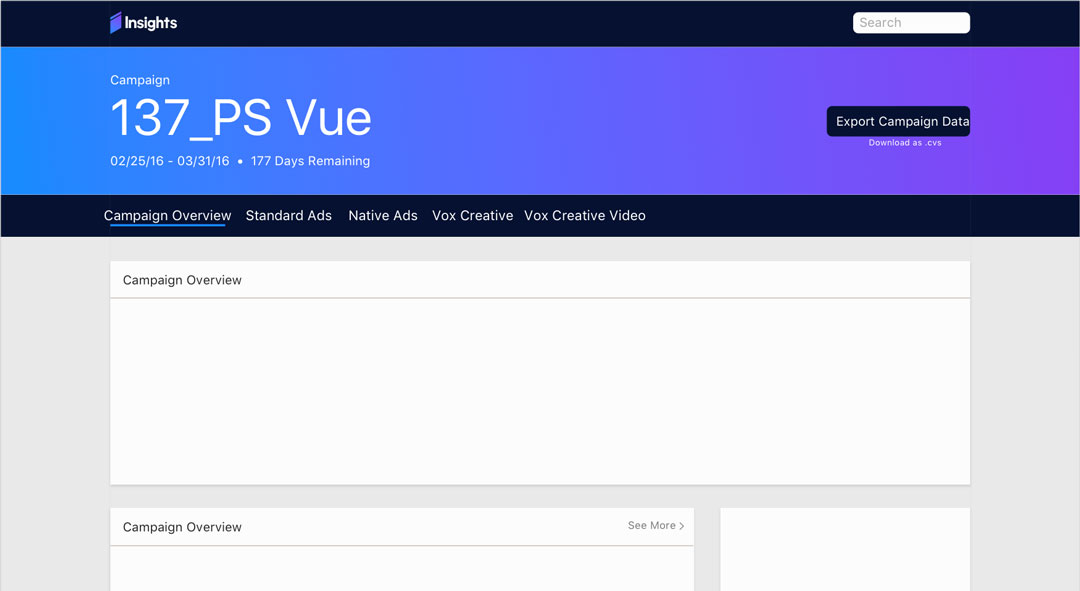 Insights
Search
Campaign
137_PS Vue
02/25/16 - 03/31/16 • 177 Days Remaining
Export Campaign Data
Download as .cvs
Campaign Overview Standard Ads Native Ads Vox Creative Vox Creative Video
Campaign Overview
Campaign Overview
See More >